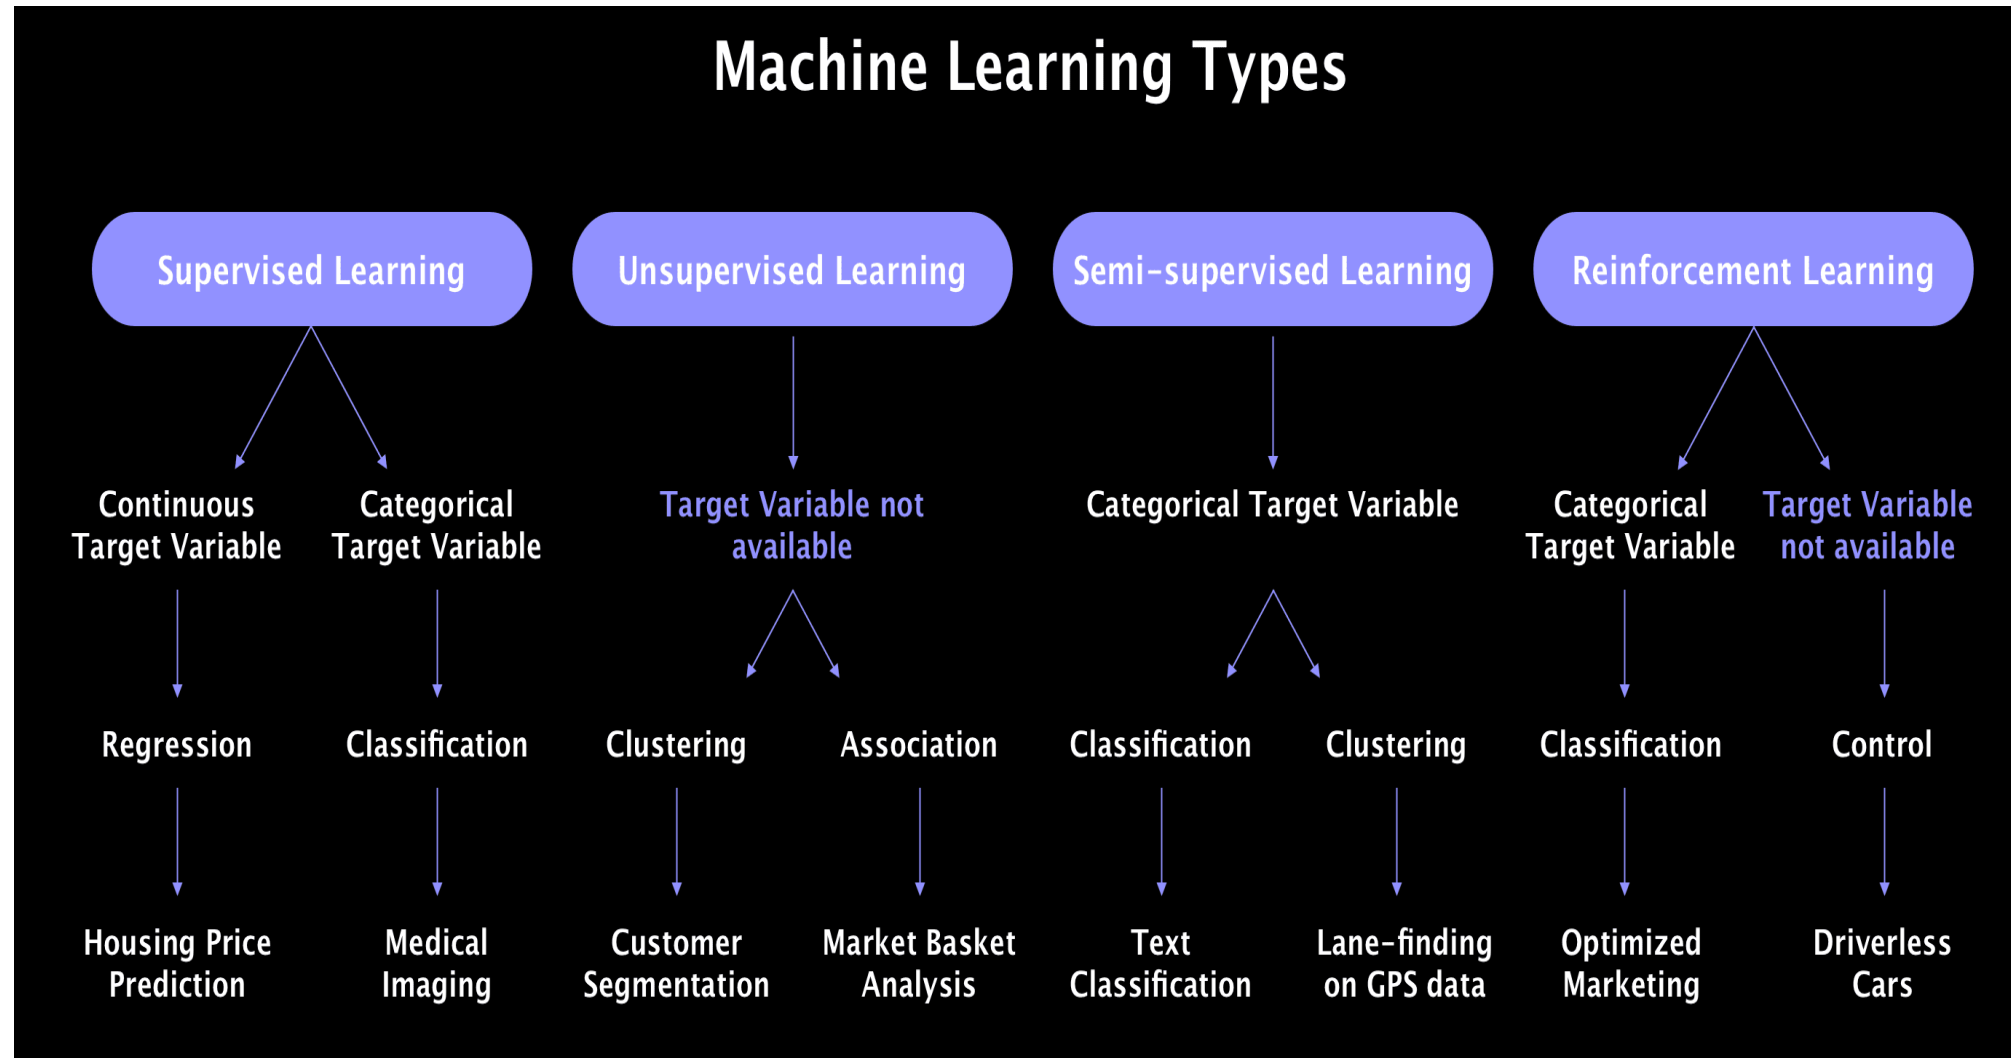 Machine Learning Types
Supervised Learning
Unsupervised Learning
Semi-supervised Learning
Reinforcement Learning
Continuous
Target Variable
Categorical
Target Variable
Target Variable not
available
Categorical Target Variable
Categorical
Target Variable
Target Variable
not available
Regression
Classification
Clustering
Association
Classification
Clustering
Classification
Control
Housing Price
Prediction
Medical
Imaging
Customer
Segmentation
Market Basket
Analysis
Text
Classification
Lane-finding
on GPS data
Optimized
Marketing
Driverless
Cars